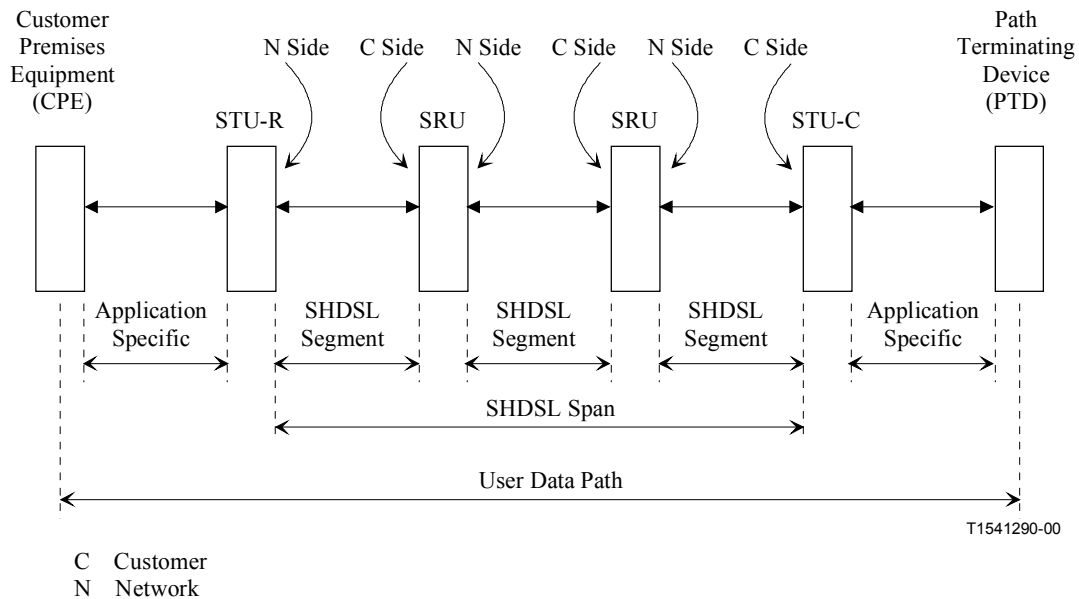 Customer
Premises
Equipment
(CPE)
Path
Terminating
Device
(PTD)
N Side
C Side
N Side
C Side
N Side
C Side
STU-R
SRU
SRU
STU-C
Application
Specific
SHDSL
Segment
SHDSL
Segment
SHDSL
Segment
Application
Specific
SHDSL Span
User Data Path
T1541290-00
C Customer
N Network